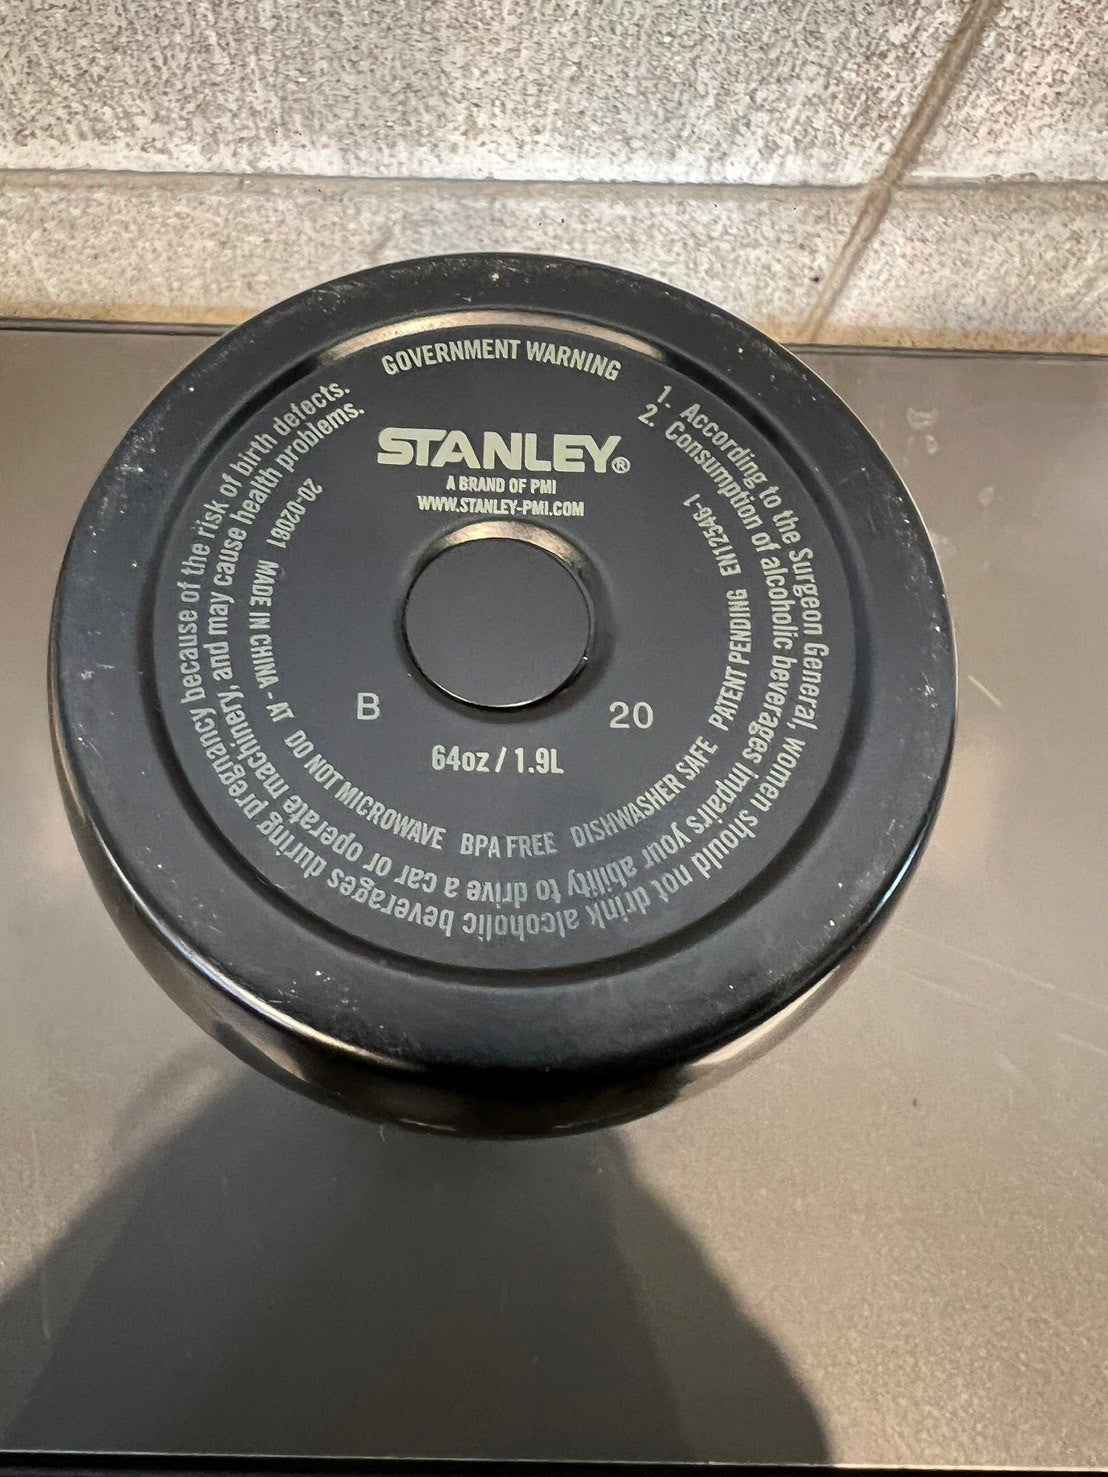 GOVERNMENT WARNING
1. According to the Surgeon General, women should not drink alcoholic beverages during pregnancy because of the risk of birth defects.
2. Consumption of alcoholic beverages Impairs your ability to drive a car or operate machinery, and may cause health problems.
STANLEY®
A BRAND OF PMI
WWW.STANLEY-PMI.COM
20-02061 MADE IN CHINA - AT DO NOT MICROWAVE BPA FREE DISHWASHER SAFE PATENT PENDING EN12546-1
B
20
64oz / 1.9L